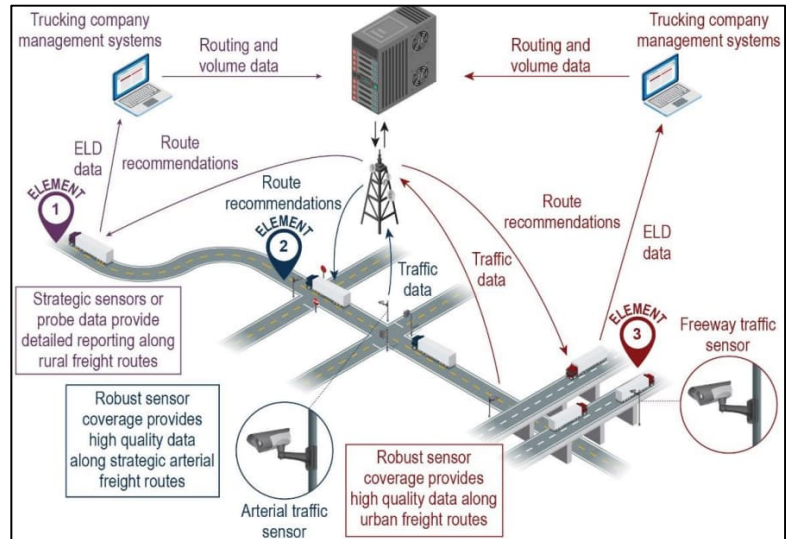 Trucking company
management systems
Routing and
volume data
Routing and
volume data
Trucking company
management systems
ELD
data
Route
recommendations
Route
recommendations
Traffic
data
Traffic
data
Route
recommendations
ELD
data
ELEMENT
1
ELEMENT
2
ELEMENT
3
Freeway traffic
sensor
Strategic sensors or
probe data provide
detailed reporting along
rural freight routes
Robust sensor
coverage provides
high quality data
along strategic arterial
freight routes
Arterial traffic
sensor
Robust sensor
coverage provides
high quality data along
urban freight routes